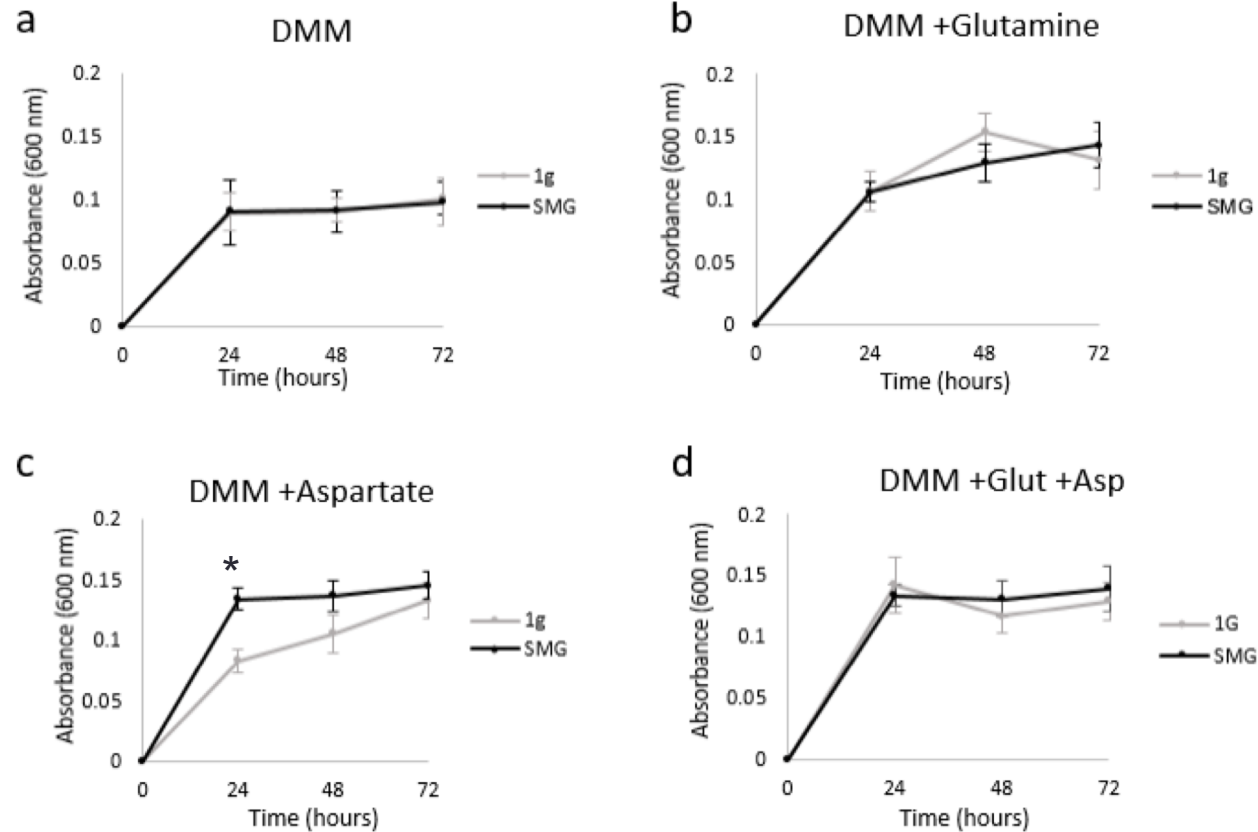 a
DMM
Absorbance (600 nm)
0.2
0.15
0.1
0.05
0
0 24 48 72
Time (hours)
1g
SMG
b
DMM +Glutamine
Absorbance (600 nm)
0.2
0.15
0.1
0.05
0
0 24 48 72
Time (hours)
1g
SMG
c
DMM +Aspartate
Absorbance (600 nm)
0.2
0.15
0.1
0.05
0
*
0 24 48 72
Time (hours)
1g
SMG
d
DMM +Glut +Asp
Absorbance (600 nm)
0.2
0.15
0.1
0.05
0
0 24 48 72
Time (hours)
1G
SMG